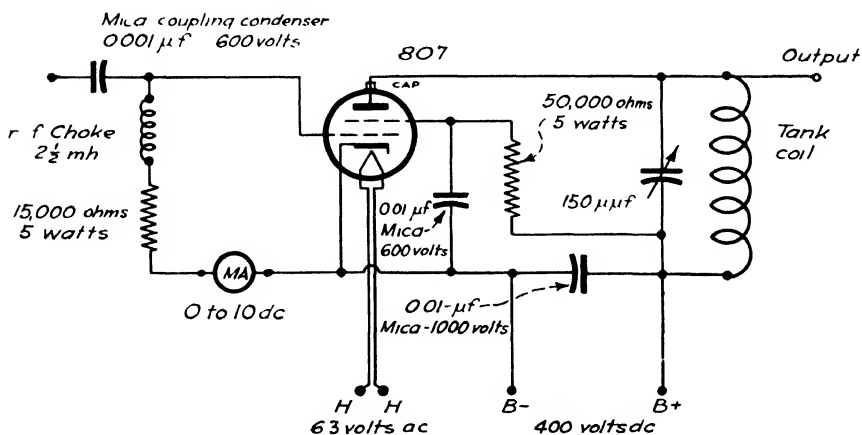 Mica coupling condenser
0001 µf 600 volts
807
CAP
Output
r f Choke
2½ mh
50,000 ohms
5 watts
Tank
coil
15,000 ohms
5 watts
001 µf
Mica-
600 volts
150 µµf
MA
0 to 10 dc
001-µf
Mica-1000 volts
H H
63 volts ac
B-
400 volts dc
B+